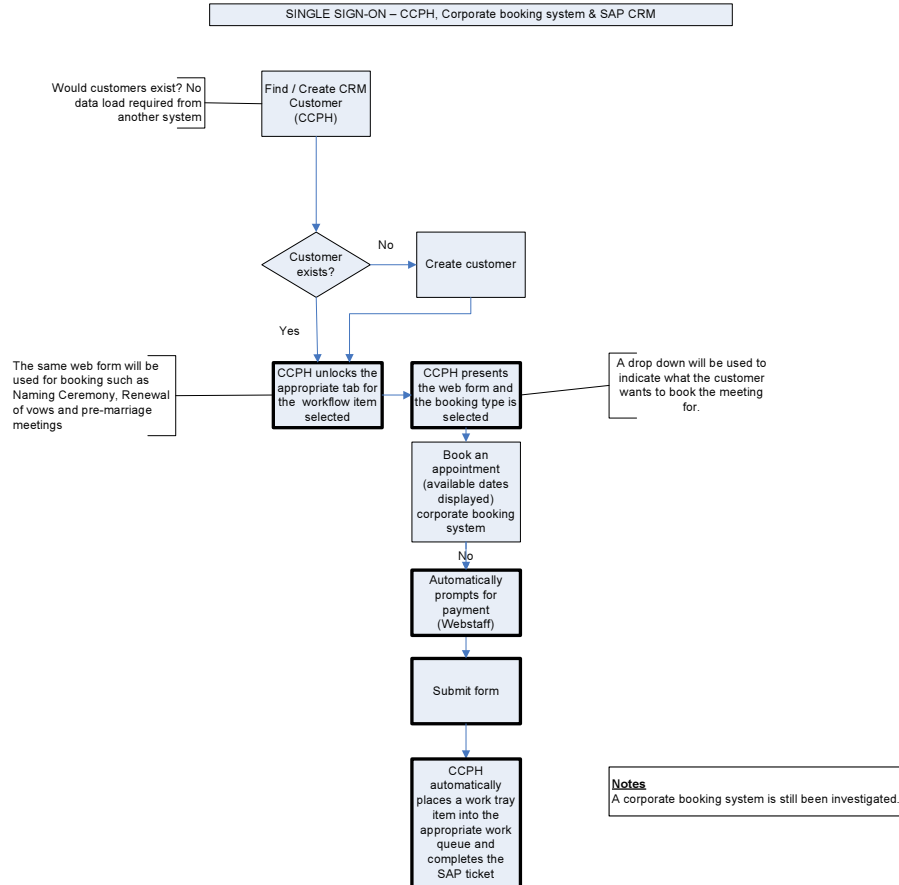 SINGLE SIGN-ON – CCPH, Corporate booking system & SAP CRM
Would customers exist? No
data load required from
another system
Find / Create CRM
Customer
(CCPH)
Customer
exists?
No
Create customer
Yes
The same web form will be
used for booking such as
Naming Ceremony, Renewal
of vows and pre-marriage
meetings
CCPH unlocks the
appropriate tab for
the workflow item
selected
CCPH presents
the web form and
the booking type is
selected
A drop down will be used to
indicate what the customer
wants to book the meeting
for.
Book an
appointment
(available dates
displayed)
corporate booking
system
No
Automatically
prompts for
payment
(Webstaff)
Submit form
CCPH
automatically
places a work tray
item into the
appropriate work
queue and
completes the
SAP ticket
Notes
A corporate booking system is still been investigated.